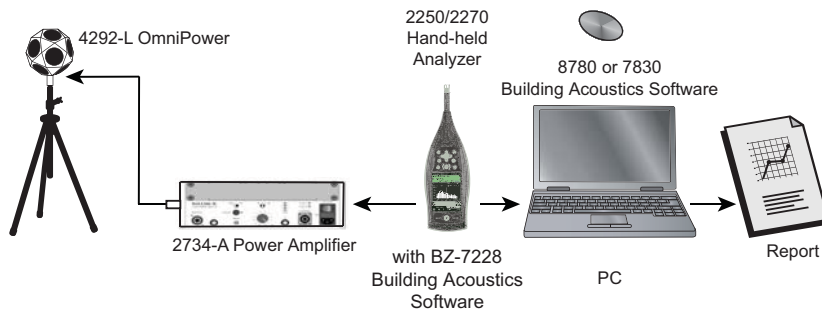 4292-L OmniPower
2250/2270
Hand-held
Analyzer
8780 or 7830
Building Acoustics Software
2734-A Power Amplifier
with BZ-7228
Building Acoustics
Software
PC
Report